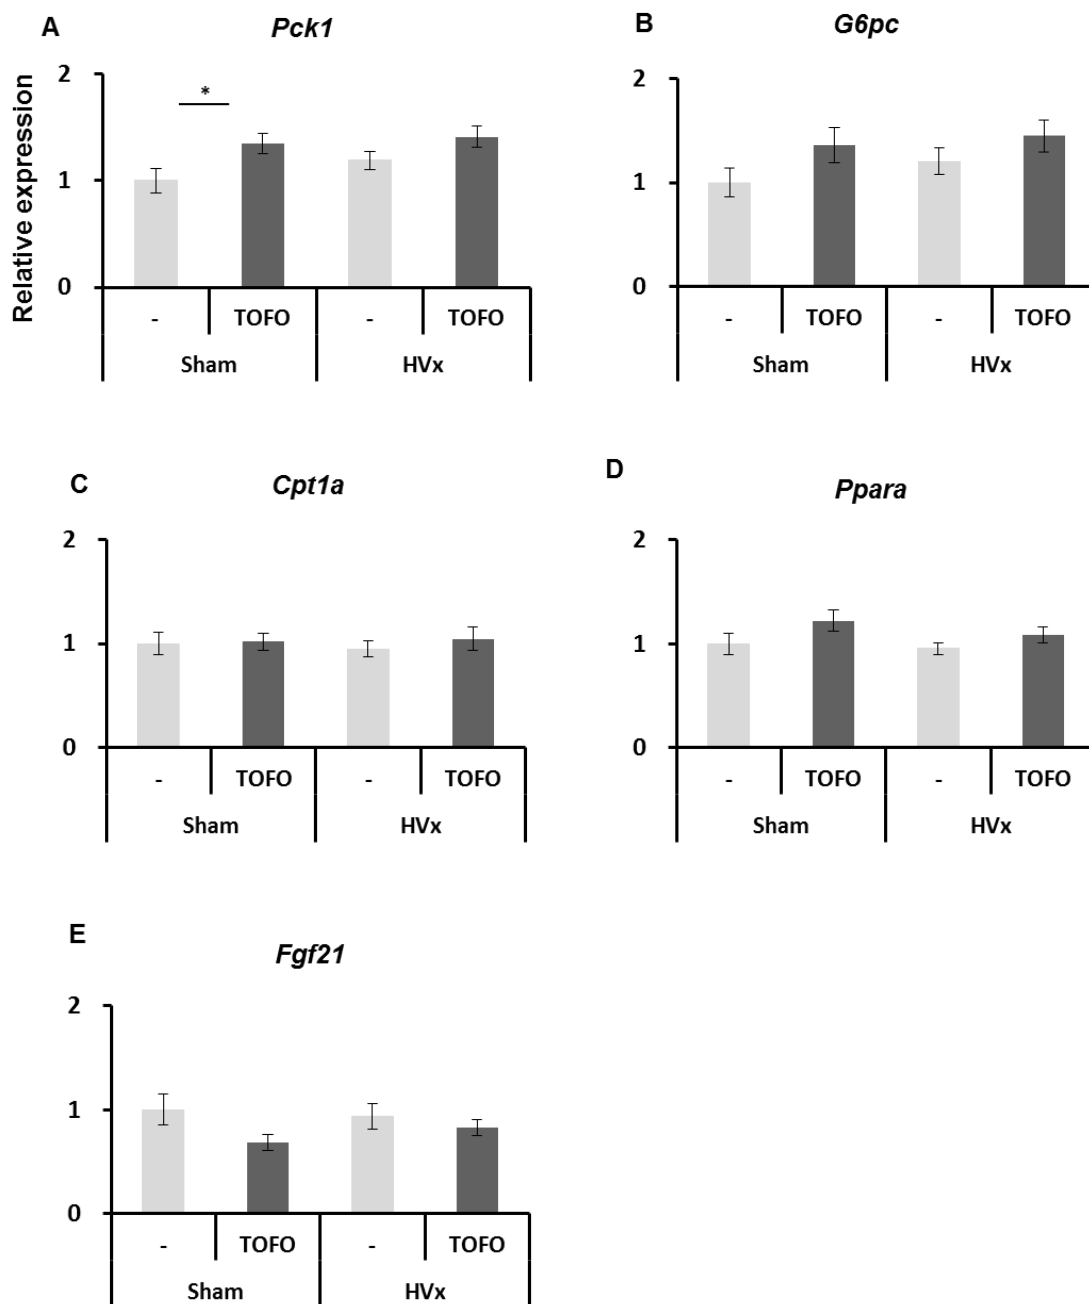 A
Pck1
Relative expression
2
*
1
0
- TOFO - TOFO
Sham HVx
B
G6pc
2
1
0
- TOFO - TOFO
Sham HVx
C
Cpt1a
2
1
0
- TOFO - TOFO
Sham HVx
D
Ppara
2
1
0
- TOFO - TOFO
Sham HVx
E
Fgf21
2
1
0
- TOFO - TOFO
Sham HVx